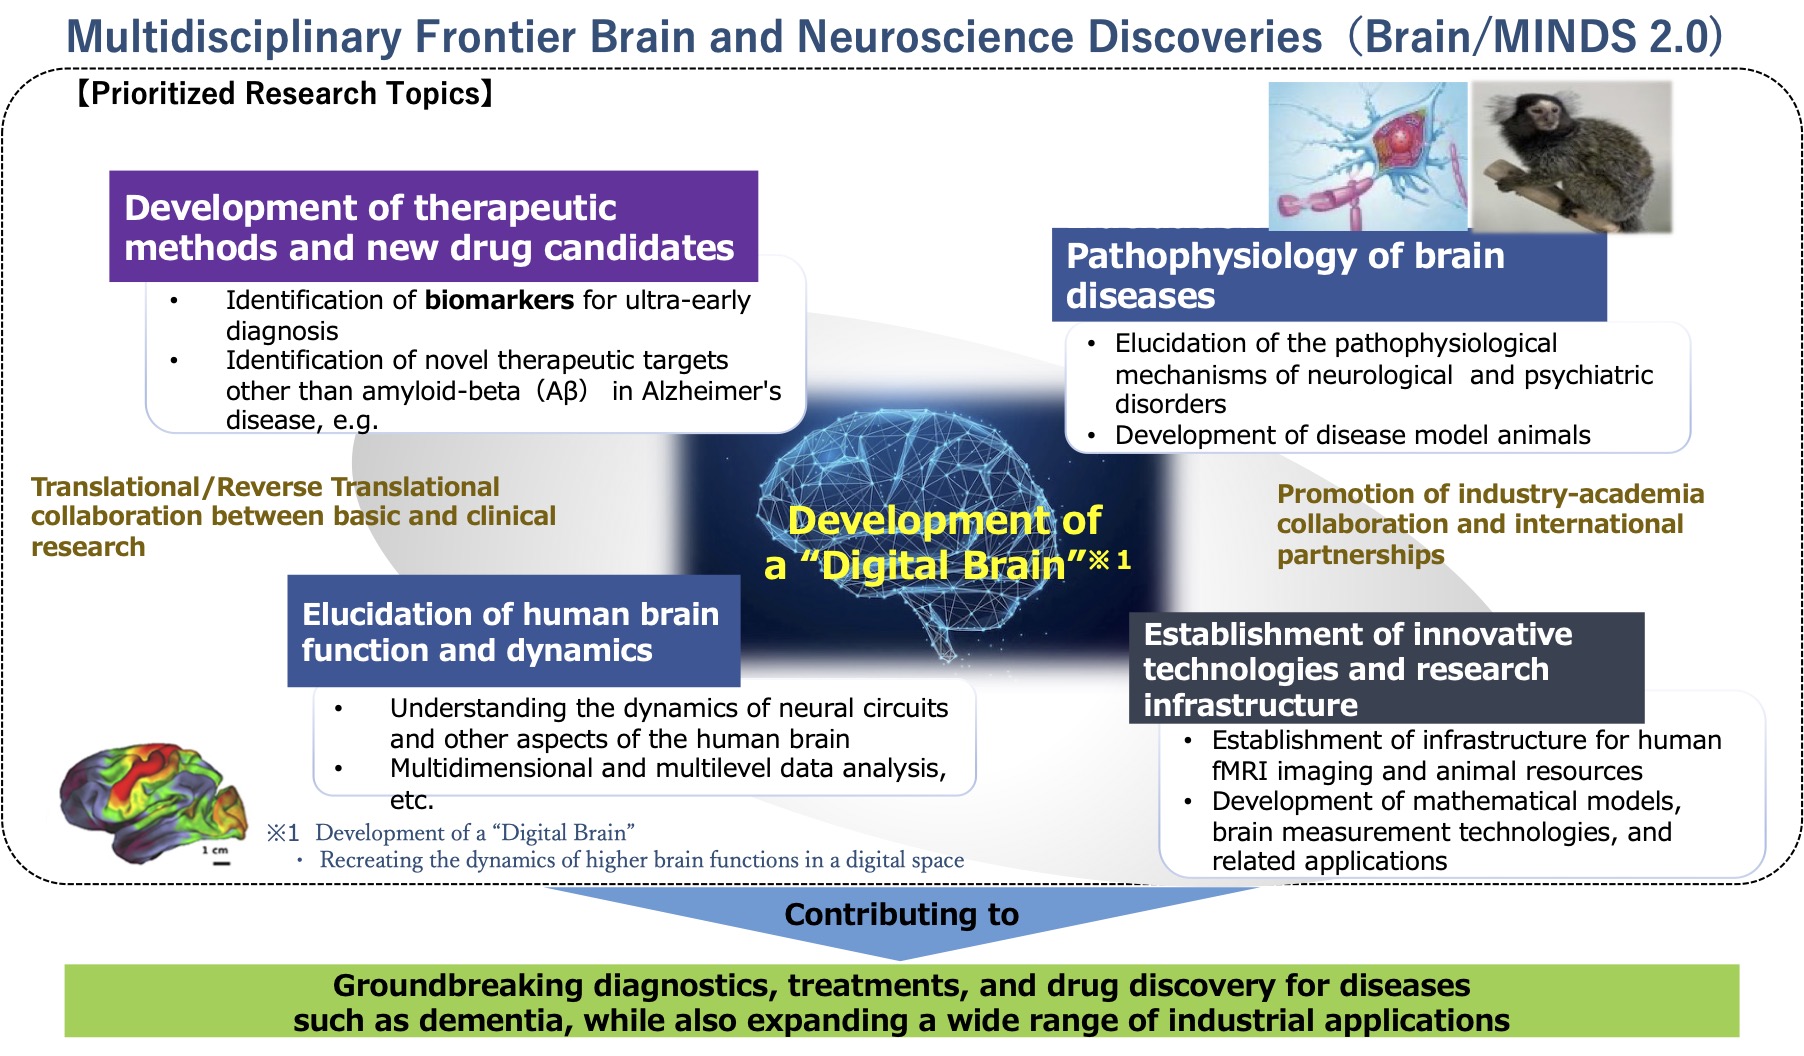 Multidisciplinary Frontier Brain and Neuroscience Discoveries（Brain/MINDS 2.0）
【Prioritized Research Topics】
Development of therapeutic
methods and new drug candidates
• Identification of biomarkers for ultra-early
diagnosis
• Identification of novel therapeutic targets
other than amyloid-beta（Aβ） in Alzheimer's
disease, e.g.
Pathophysiology of brain
diseases
• Elucidation of the pathophysiological
mechanisms of neurological and psychiatric
disorders
• Development of disease model animals
Translational/Reverse Translational
collaboration between basic and clinical
research
Development of
a “Digital Brain”※1
Promotion of industry-academia
collaboration and international
partnerships
Elucidation of human brain
function and dynamics
• Understanding the dynamics of neural circuits
and other aspects of the human brain
• Multidimensional and multilevel data analysis,
etc.
Establishment of innovative
technologies and research
infrastructure
• Establishment of infrastructure for human
fMRI imaging and animal resources
• Development of mathematical models,
brain measurement technologies, and
related applications
1 cm
※1 Development of a “Digital Brain”
・ Recreating the dynamics of higher brain functions in a digital space
Contributing to
Groundbreaking diagnostics, treatments, and drug discovery for diseases
such as dementia, while also expanding a wide range of industrial applications